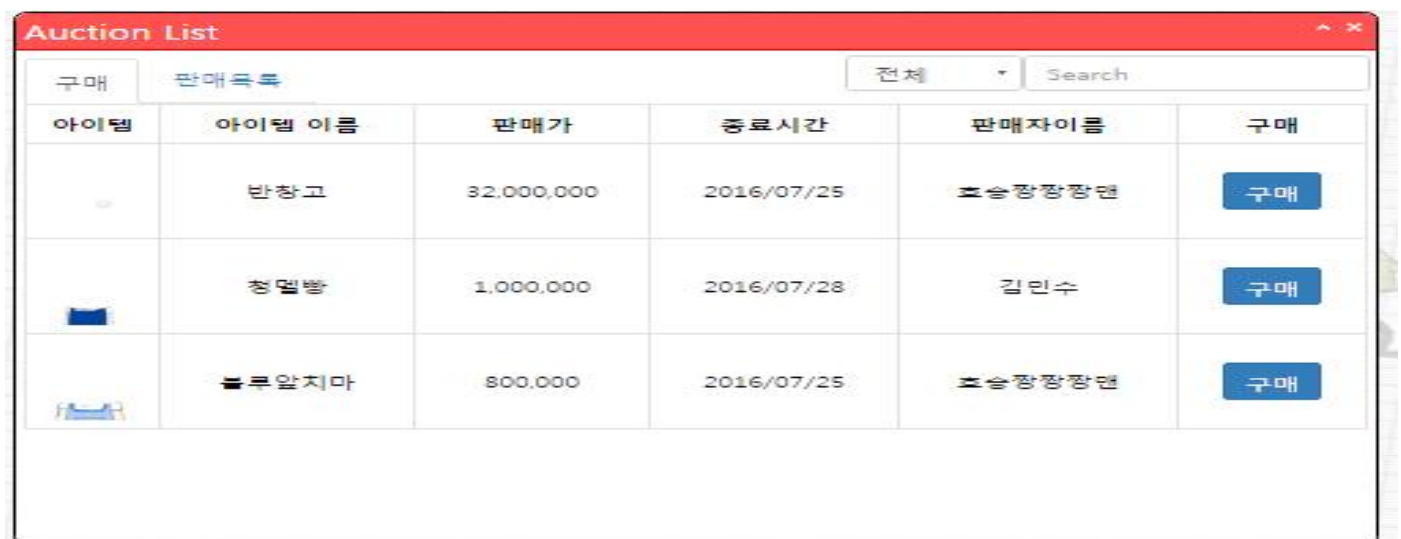 Auction List
구매 판매목록 전체 Search
아이템 아이템 이름 판매가 종료시간 판매자이름 구매
반창고 32,000,000 2016/07/25 호승짱짱짱맨 구매
청멜빵 1,000,000 2016/07/28 김민수 구매
블루앞치마 800,000 2016/07/25 호승짱짱짱맨 구매